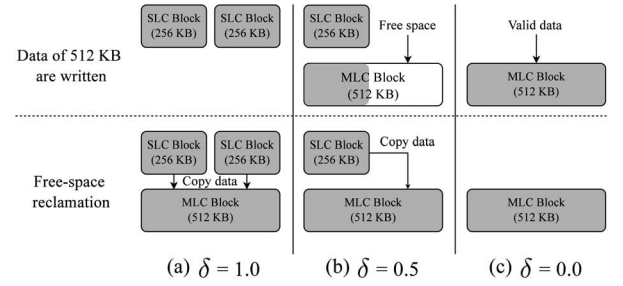 Data of 512 KB
are written
SLC Block
(256 KB)
SLC Block
(256 KB)
SLC Block
(256 KB)
Free space
MLC Block
(512 KB)
Valid data
MLC Block
(512 KB)
Free-space
reclamation
SLC Block
(256 KB)
SLC Block
(256 KB)
Copy data
MLC Block
(512 KB)
SLC Block
(256 KB)
Copy data
MLC Block
(512 KB)
MLC Block
(512 KB)
(a) δ = 1.0
(b) δ = 0.5
(c) δ = 0.0